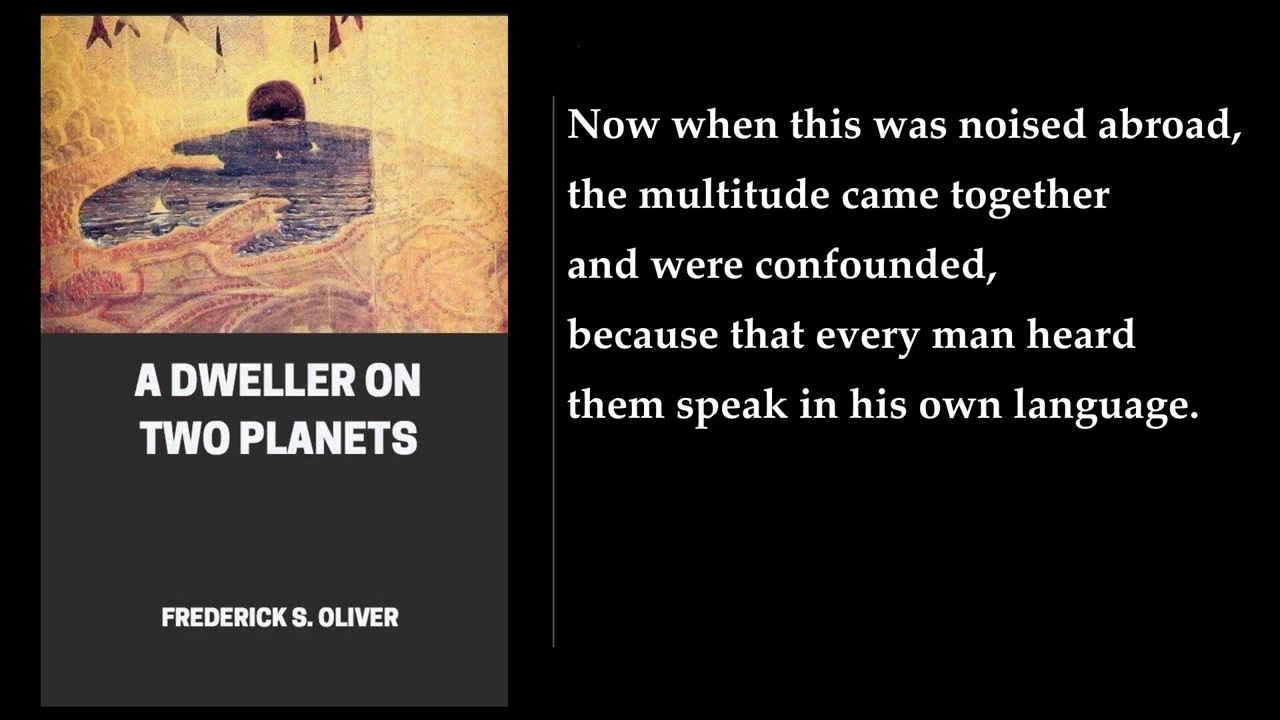 A DWELLER ON
TWO PLANETS
FREDERICK S. OLIVER
Now when this was noised abroad,
the multitude came together
and were confounded,
because that every man heard
them speak in his own language.